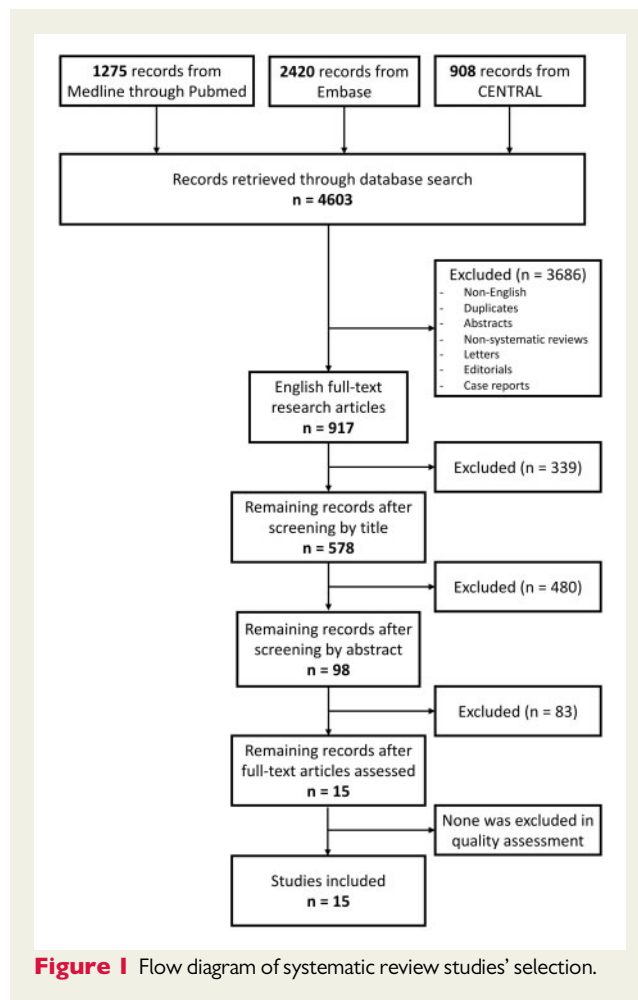 1275 records from
Medline through Pubmed
2420 records from
Embase
908 records from
CENTRAL
Records retrieved through database search
n = 4603
Excluded (n = 3686)
- Non-English
- Duplicates
- Abstracts
- Non-systematic reviews
- Letters
- Editorials
- Case reports
English full-text
research articles
n = 917
Excluded (n = 339)
Remaining records after
screening by title
n = 578
Excluded (n = 480)
Remaining records after
screening by abstract
n = 98
Excluded (n = 83)
Remaining records after
full-text articles assessed
n = 15
None was excluded in
quality assessment
Studies included
n = 15
Figure 1 Flow diagram of systematic review studies' selection.